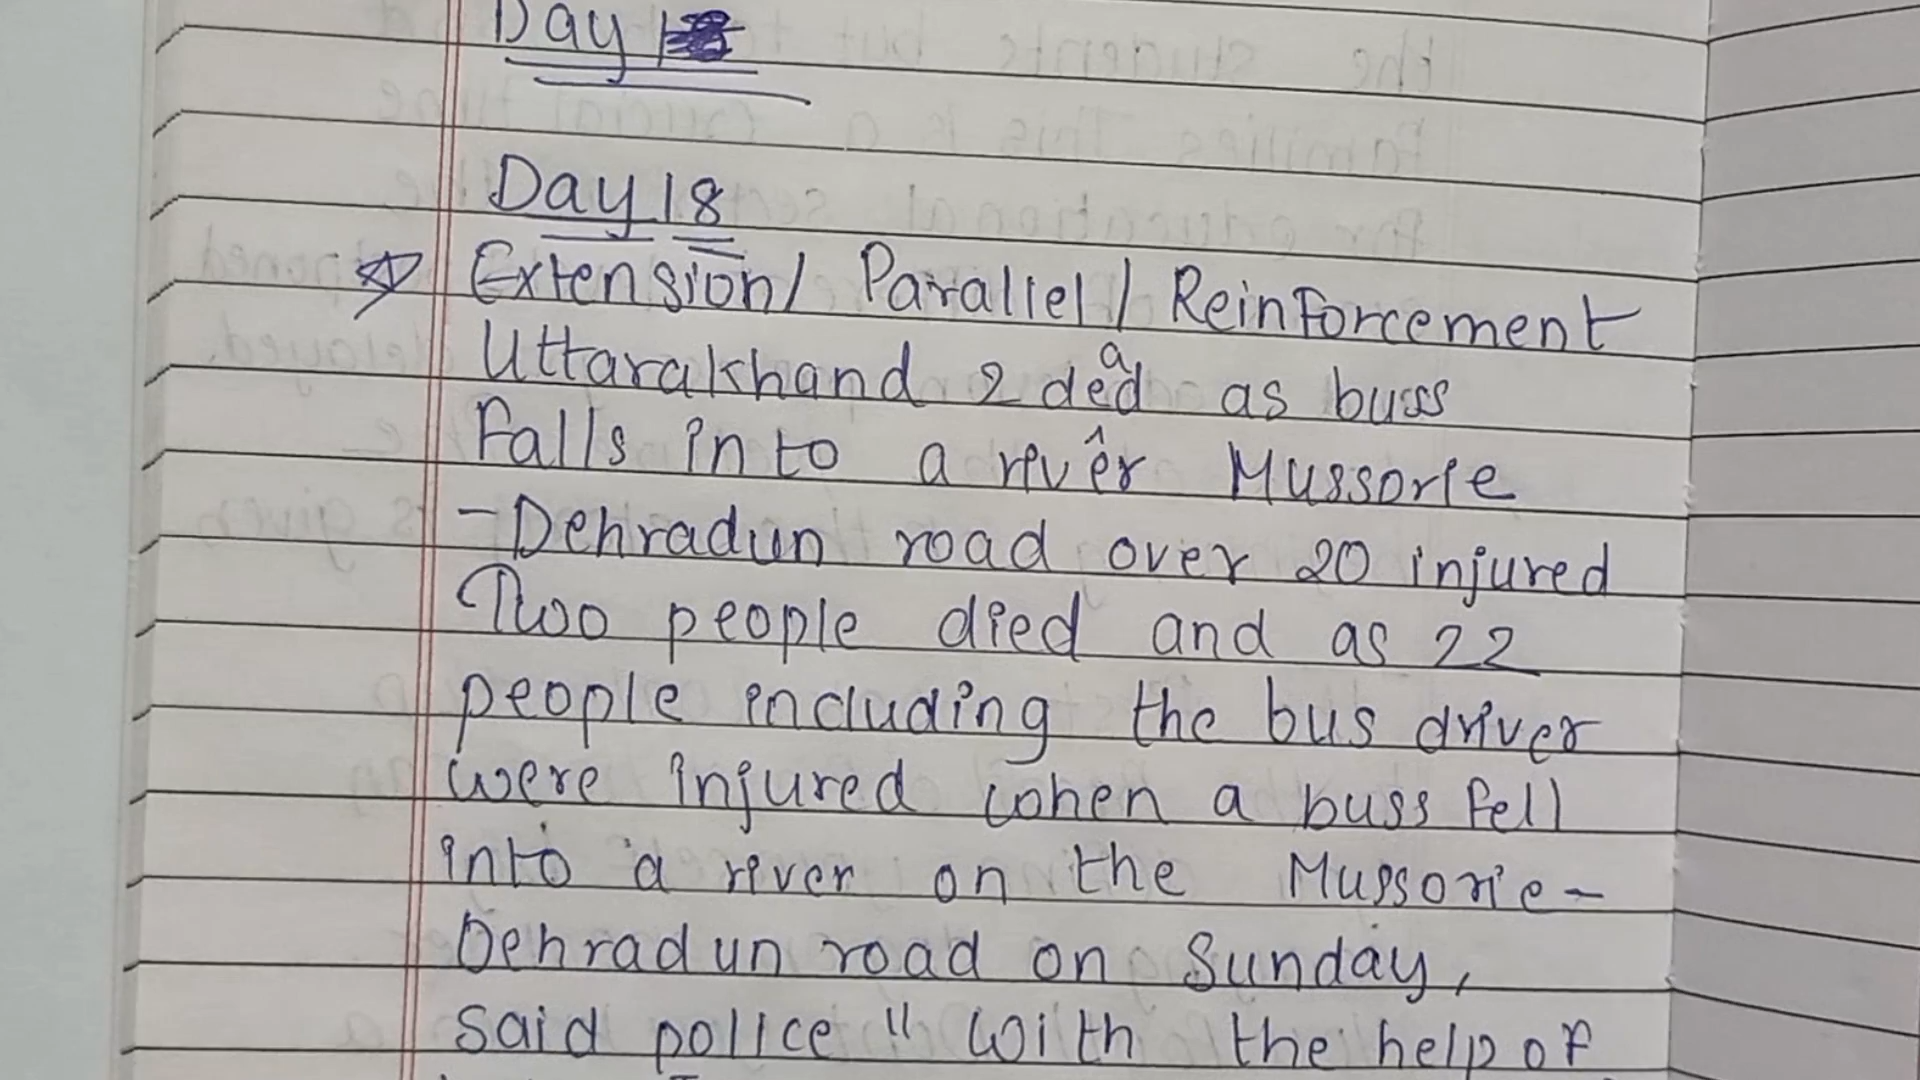 Day 18
Day 18
Extension/ Parallel / Reinforcement
Uttarakhand 2 dead as buss
falls into a river Mussorie
-Dehradun road over 20 injured
Two people died and as 22
people including the bus driver
were injured when a buss fell
into a river on the Mussorie-
Dehradun road on Sunday,
said police " With the help of